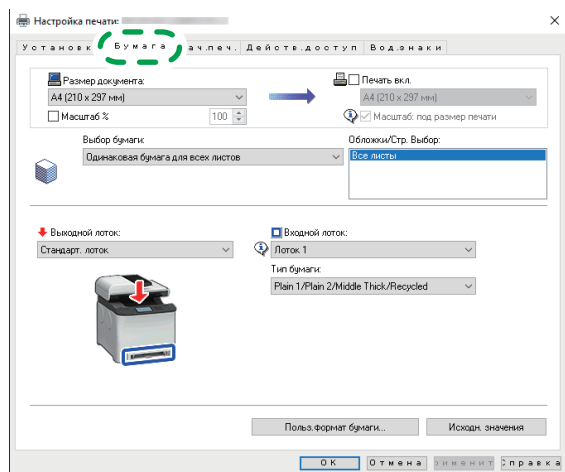 Настройка печати:
Установк Бумага ач.печ. Действ.доступ Вод.знаки
Размер документа:
Печать вкл.
A4 (210 x 297 мм)
A4 (210 x 297 мм)
Масштаб %
100
Масштаб: под размер печати
Выбор бумаги:
Обложки/Стр. Выбор:
Одинаковая бумага для всех листов
Все листы
Выходной лоток:
Входной лоток:
Стандарт. лоток
Лоток 1
Тип бумаги:
Plain 1/Plain 2/Middle Thick/Recycled
Польз.формат бумаги...
Исходн. значения
ОК
Отмена
рименит
Справка